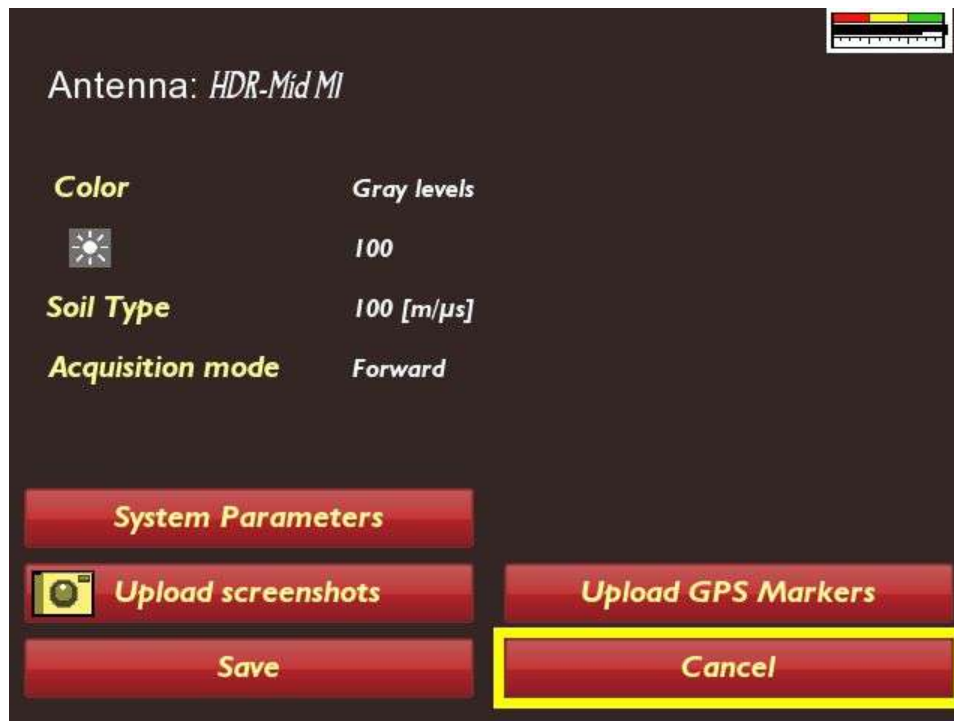 Antenna: HDR-Mid MI
Color Gray levels
100
Soil Type 100 [m/µs]
Acquisition mode Forward
System Parameters
Upload screenshots Upload GPS Markers
Save Cancel